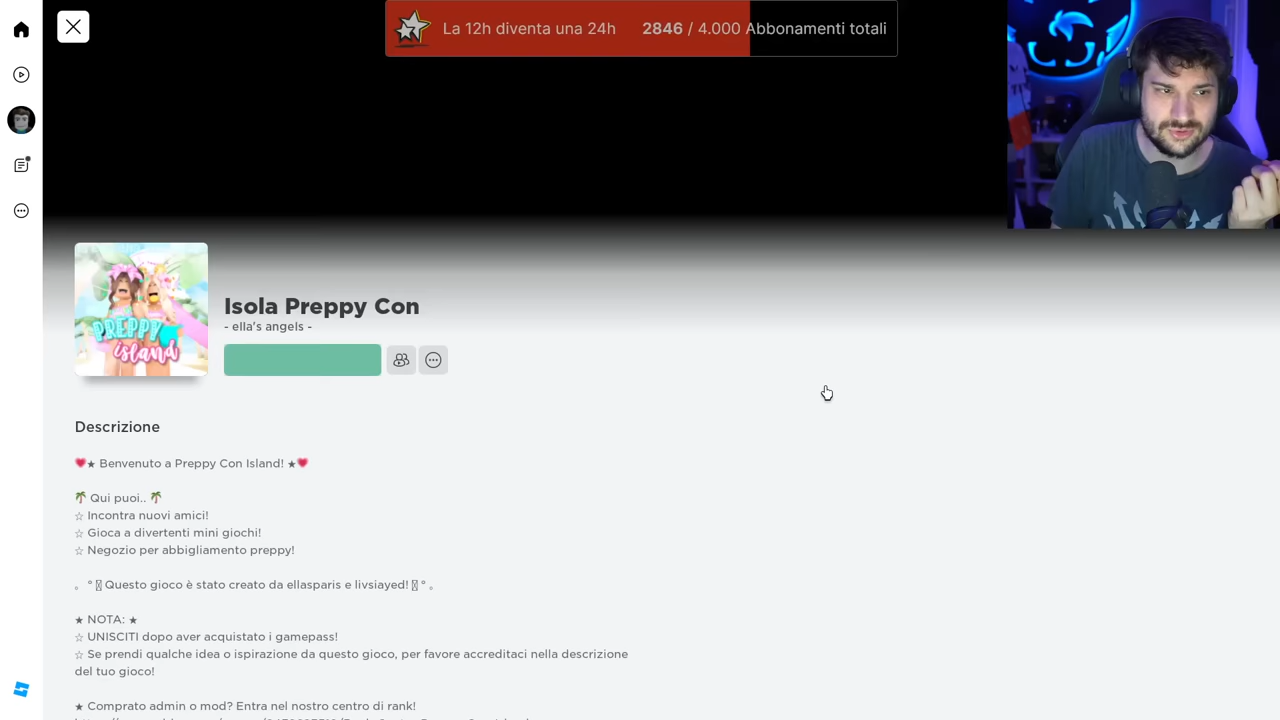 La 12h diventa una 24h 2846 / 4.000 Abbonamenti totali
PREPPY
island
Isola Preppy Con
- ella's angels -
Descrizione
❤★ Benvenuto a Preppy Con Island! ★❤
🌴 Qui puoi.. 🌴
☆ Incontra nuovi amici!
☆ Gioca a divertenti mini giochi!
☆ Negozio per abbigliamento preppy!
。° Questo gioco è stato creato da ellasparis e livsiayed! ° 。
★ NOTA: ★
☆ UNISCITI dopo aver acquistato i gamepass!
☆ Se prendi qualche idea o ispirazione da questo gioco, per favore accreditaci nella descrizione
del tuo gioco!
★ Comprato admin o mod? Entra nel nostro centro di rank!